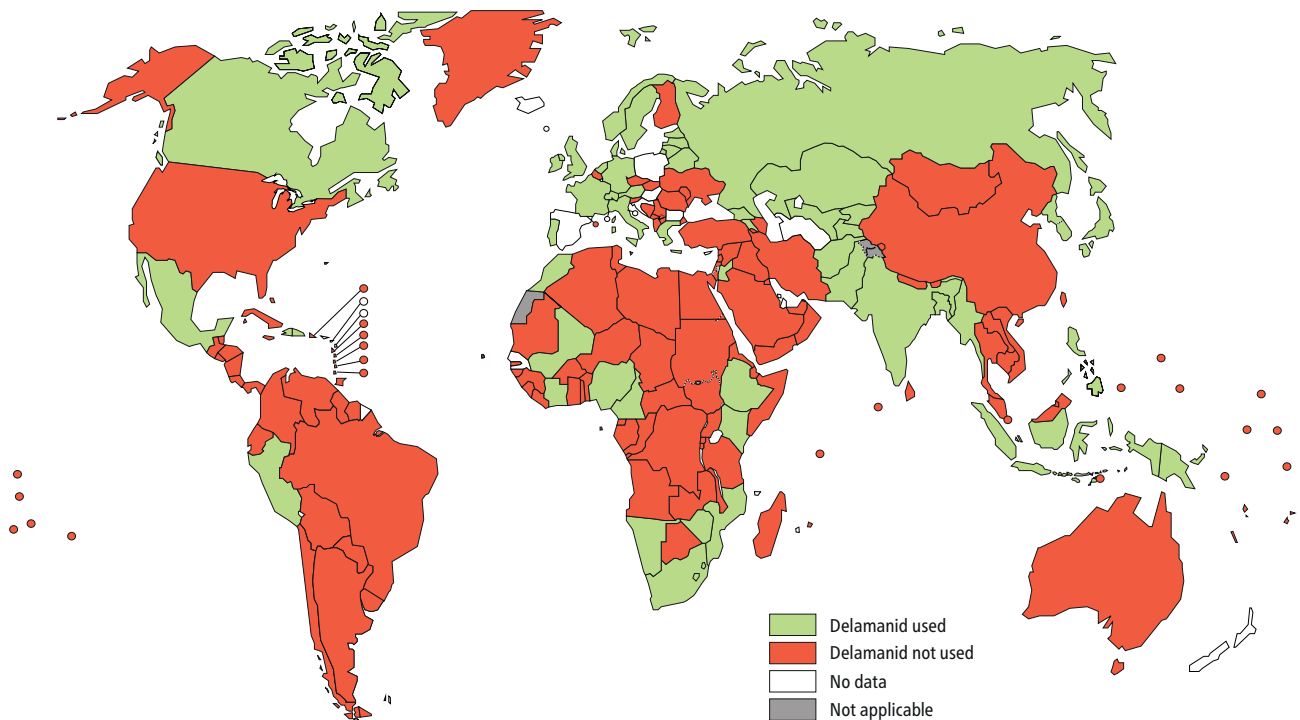 Delamanid used
Delamanid not used
No data
Not applicable